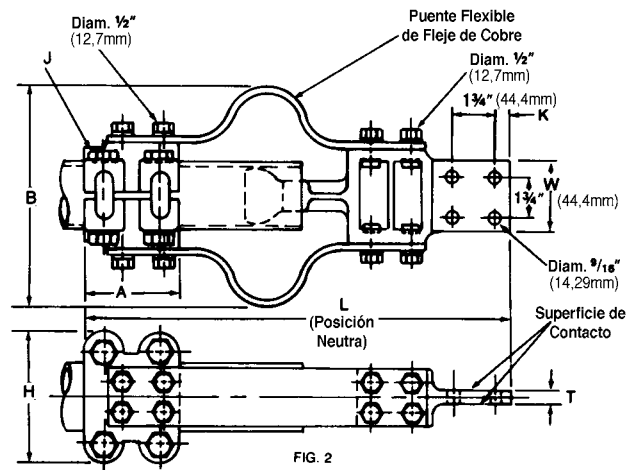 Diam. ½"
(12,7mm)
Puente Flexible
de Fleje de Cobre
Diam. ½"
(12,7mm)
J
1¾" (44,4mm)
K
B
1¾"
W
(44,4mm)
A
Diam. 9/16"
(14,29mm)
L
(Posición
Neutra)
Superficie de
Contacto
H
T
FIG. 2